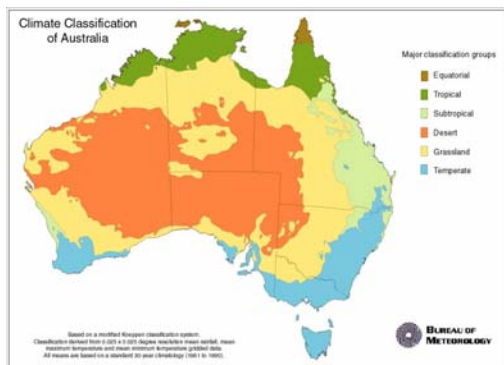 Climate Classification
of Australia
Major classification groups
Equatorial
Tropical
Subtropical
Desert
Grassland
Temperate
Based on a modified Koeppen classification system.
Classification derived from 0.025 x 0.025 degree resolution mean rainfall, mean
maximum temperature and mean minimum temperature gridded data.
All means are based on a standard 30-year climatology (1961 to 1990).
BUREAU OF
METEOROLOGY